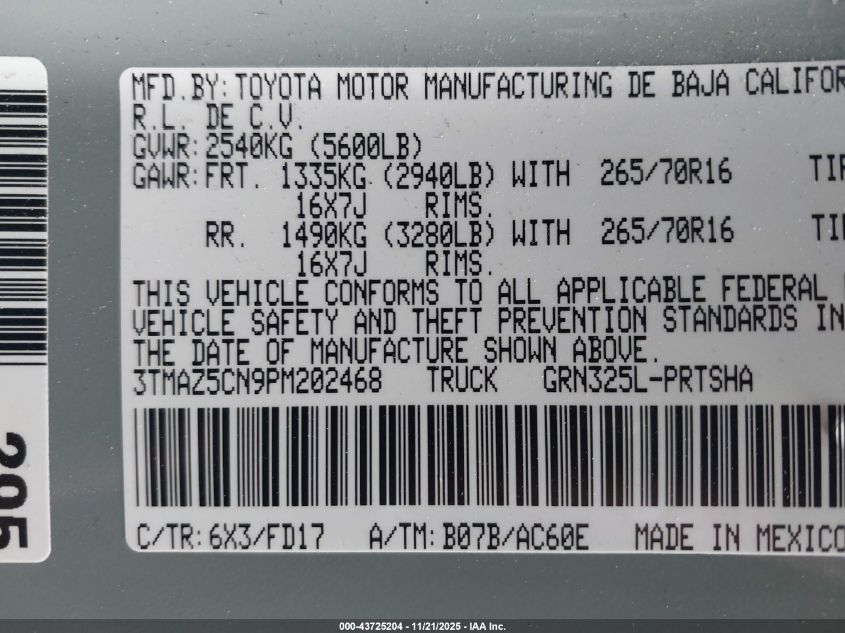 MFD.BY:TOYOTA MOTOR MANUFACTURING DE BAJA CALIFOR
R.L. DE C.V.
GVWR:2540KG (5600LB)
GAWR:FRT. 1335KG (2940LB) WITH 265/70R16 TIR
16X7J RIMS.
RR. 1490KG (3280LB) WITH 265/70R16 TIR
16X7J RIMS.
THIS VEHICLE CONFORMS TO ALL APPLICABLE FEDERAL
VEHICLE SAFETY AND THEFT PREVENTION STANDARDS IN
THE DATE OF MANUFACTURE SHOWN ABOVE.
3TMAZ5CN9PM202468 TRUCK GRN325L-PRTSHA
C/TR:6X3/FD17 A/TM:B07B/AC60E MADE IN MEXICO
295
000-43725204 - 11/21/2025 - IAA Inc.